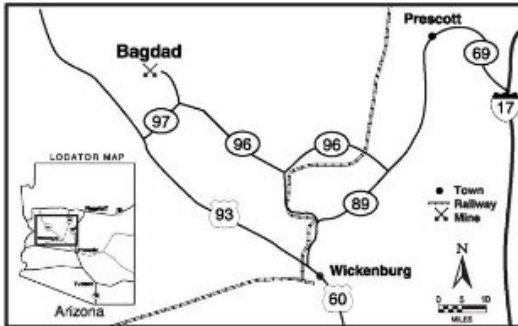 Prescott
69
Bagdad
17
97
96
96
LOCATOR MAP
89
Town
Railway
Mine
93
N
Wickenburg
60
0 5 10
MILES
Arizona